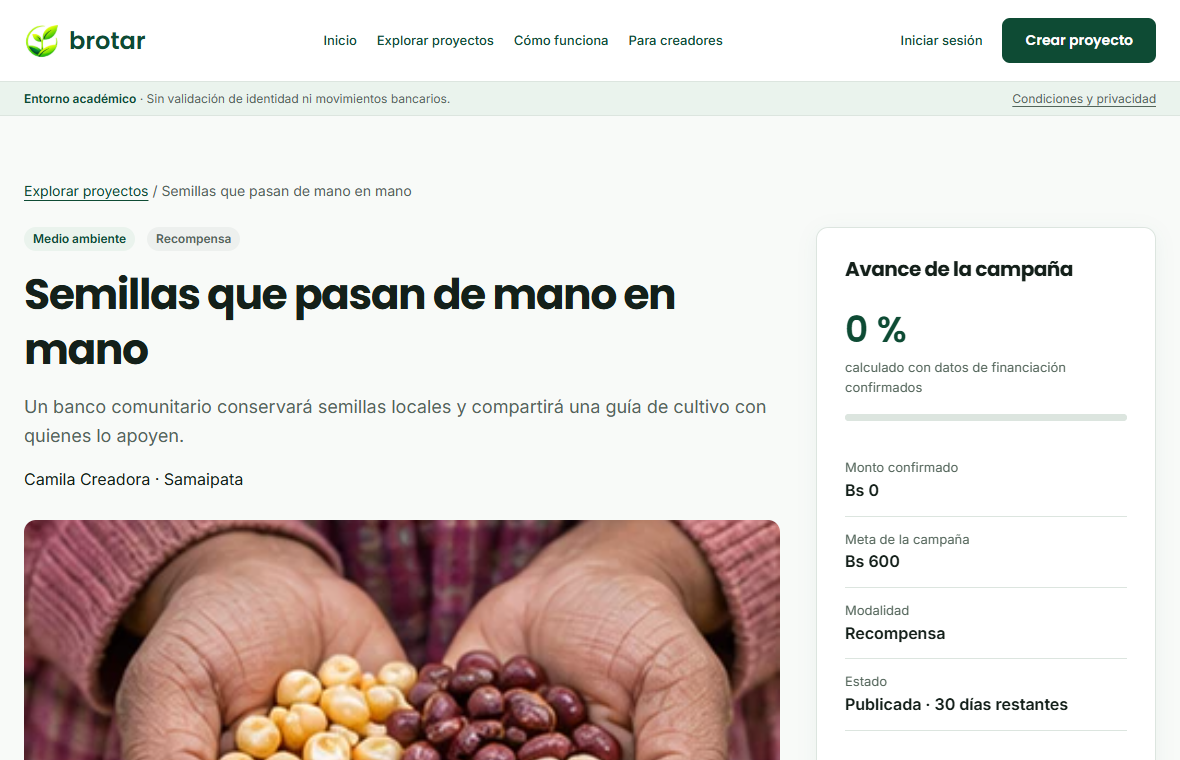 brotar
Inicio
Explorar proyectos
Cómo funciona
Para creadores
Iniciar sesión
Crear proyecto
Entorno académico · Sin validación de identidad ni movimientos bancarios.
Condiciones y privacidad
Explorar proyectos / Semillas que pasan de mano en mano
Medio ambiente
Recompensa
Semillas que pasan de mano en
mano
Un banco comunitario conservará semillas locales y compartirá una guía de cultivo con
quienes lo apoyen.
Camila Creadora · Samaipata
Avance de la campaña
0 %
calculado con datos de financiación
confirmados
Monto confirmado
Bs 0
Meta de la campaña
Bs 600
Modalidad
Recompensa
Estado
Publicada · 30 días restantes